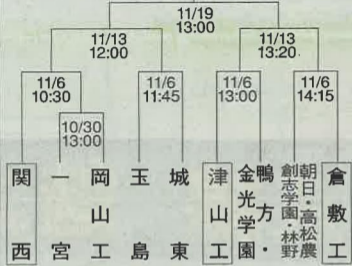 11/19
13:00
11/13
12:00
11/13
13:20
11/6
10:30
11/6
11:45
11/6
13:00
11/6
14:15
10/30
13:00
関西
一宮
岡山工
玉島
城東
津山工
鴨方・
金光学園
朝日・高松農
創志学園・林野
倉敷工